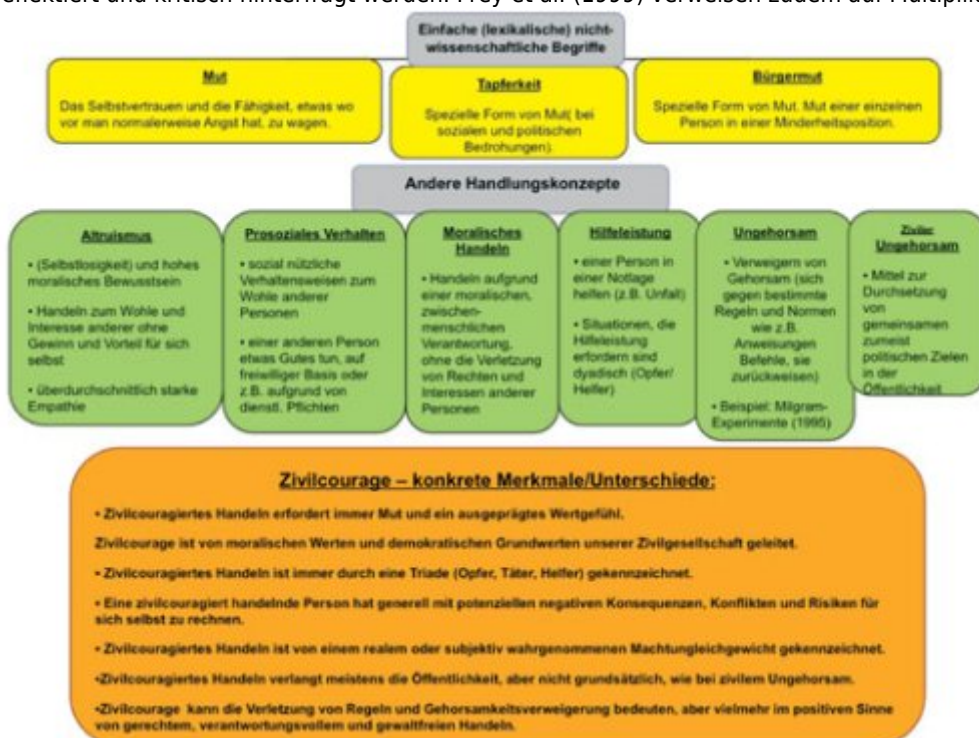 reflektiert und kritisch hinterfragt werden. Frey et al. (1999) verweisen zudem auf
Einfache (lexikalische) nicht-
wissenschaftliche Begriffe
Mut
Das Selbstvertrauen und die Fähigkeit, etwas wo
vor man normalerweise Angst hat, zu wagen.
Tapferkeit
Spezielle Form von Mut( bei
sozialen und politischen
Bedrohungen).
Bürgermut
Spezielle Form von Mut. Mut einer einzelnen
Person in einer Minderheitsposition.
Andere Handlungskonzepte
Altruismus
• (Selbstlosigkeit) und hohes
moralisches Bewusstsein
• Handeln zum Wohle und
Interesse anderer ohne
Gewinn und Vorteil für sich
selbst
• überdurchschnittlich starke
Empathie
Prosoziales Verhalten
• sozial nützliche
Verhaltensweisen zum
Wohle anderer
Personen
• einer anderen Person
etwas Gutes tun, auf
freiwilliger Basis oder
z.B. aufgrund von
dienstl. Pflichten
Moralisches
Handeln
• Handeln aufgrund
einer moralischen,
zwischen-
menschlichen
Verantwortung,
ohne die Verletzung
von Rechten und
Interessen anderer
Personen
Hilfeleistung
• einer Person in
einer Notlage
helfen (z.B. Unfall)
• Situationen, die
Hilfeleistung
erfordern sind
dyadisch (Opfer/
Helfer)
Ungehorsam
• Verweigern von
Gehorsam (sich
gegen bestimmte
Regeln und Normen
wie z.B.
Anweisungen
Befehle, sie
zurückweisen)
• Beispiel: Milgram-
Experimente (1995)
Ziviler
Ungehorsam
• Mittel zur
Durchsetzung
von
gemeinsamen
zumeist
politischen Zielen
in der
Öffentlichkeit
Zivilcourage – konkrete Merkmale/Unterschiede:
• Zivilcouragiertes Handeln erfordert immer Mut und ein ausgeprägtes Wertgefühl.
Zivilcourage ist von moralischen Werten und demokratischen Grundwerten unserer Zivilgesellschaft geleitet.
• Zivilcouragiertes Handeln ist immer durch eine Triade (Opfer, Täter, Helfer) gekennzeichnet.
• Eine zivilcouragiert handelnde Person hat generell mit potenziellen negativen Konsequenzen, Konflikten und Risiken für
sich selbst zu rechnen.
• Zivilcouragiertes Handeln ist von einem realem oder subjektiv wahrgenommenen Machtungleichgewicht gekennzeichnet.
•Zivilcouragiertes Handeln verlangt meistens die Öffentlichkeit, aber nicht grundsätzlich, wie bei zivilem Ungehorsam.
•Zivilcourage kann die Verletzung von Regeln und Gehorsamkeitsverweigerung bedeuten, aber vielmehr im positiven Sinne
von gerechtem, verantwortungsvollem und gewaltfreien Handeln.